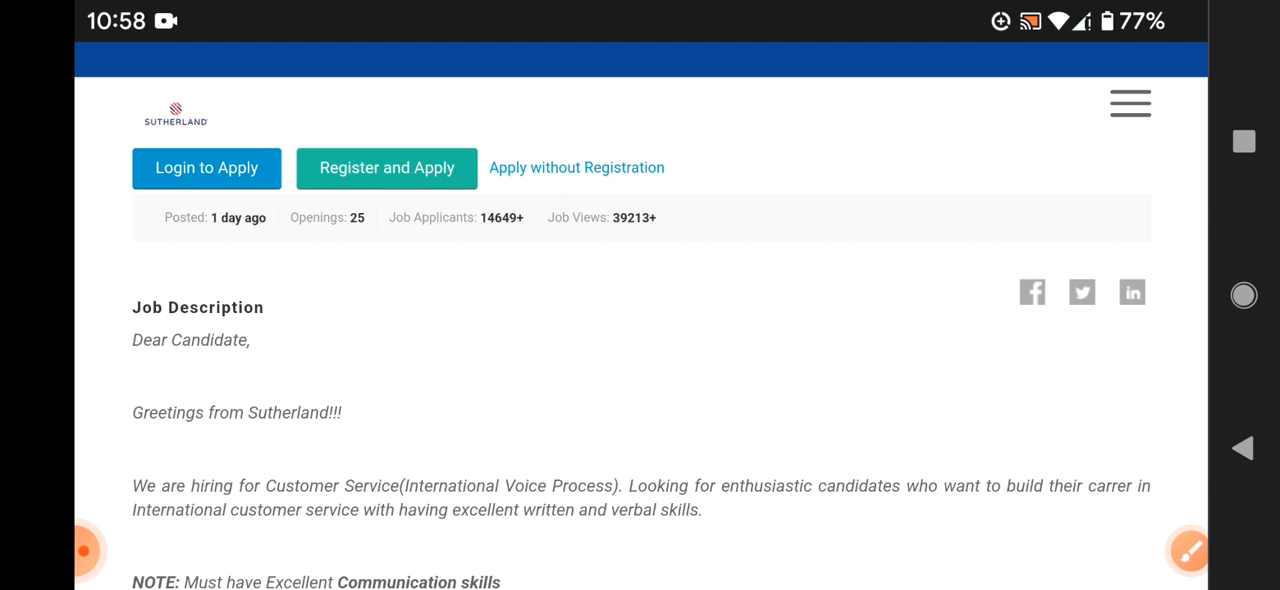 10:58 77%
SUTHERLAND
Login to Apply Register and Apply Apply without Registration
Posted: 1 day ago Openings: 25 Job Applicants: 14649+ Job Views: 39213+
Job Description
Dear Candidate,
Greetings from Sutherland!!!
We are hiring for Customer Service(International Voice Process). Looking for enthusiastic candidates who want to build their carrer in
International customer service with having excellent written and verbal skills.
NOTE: Must have Excellent Communication skills